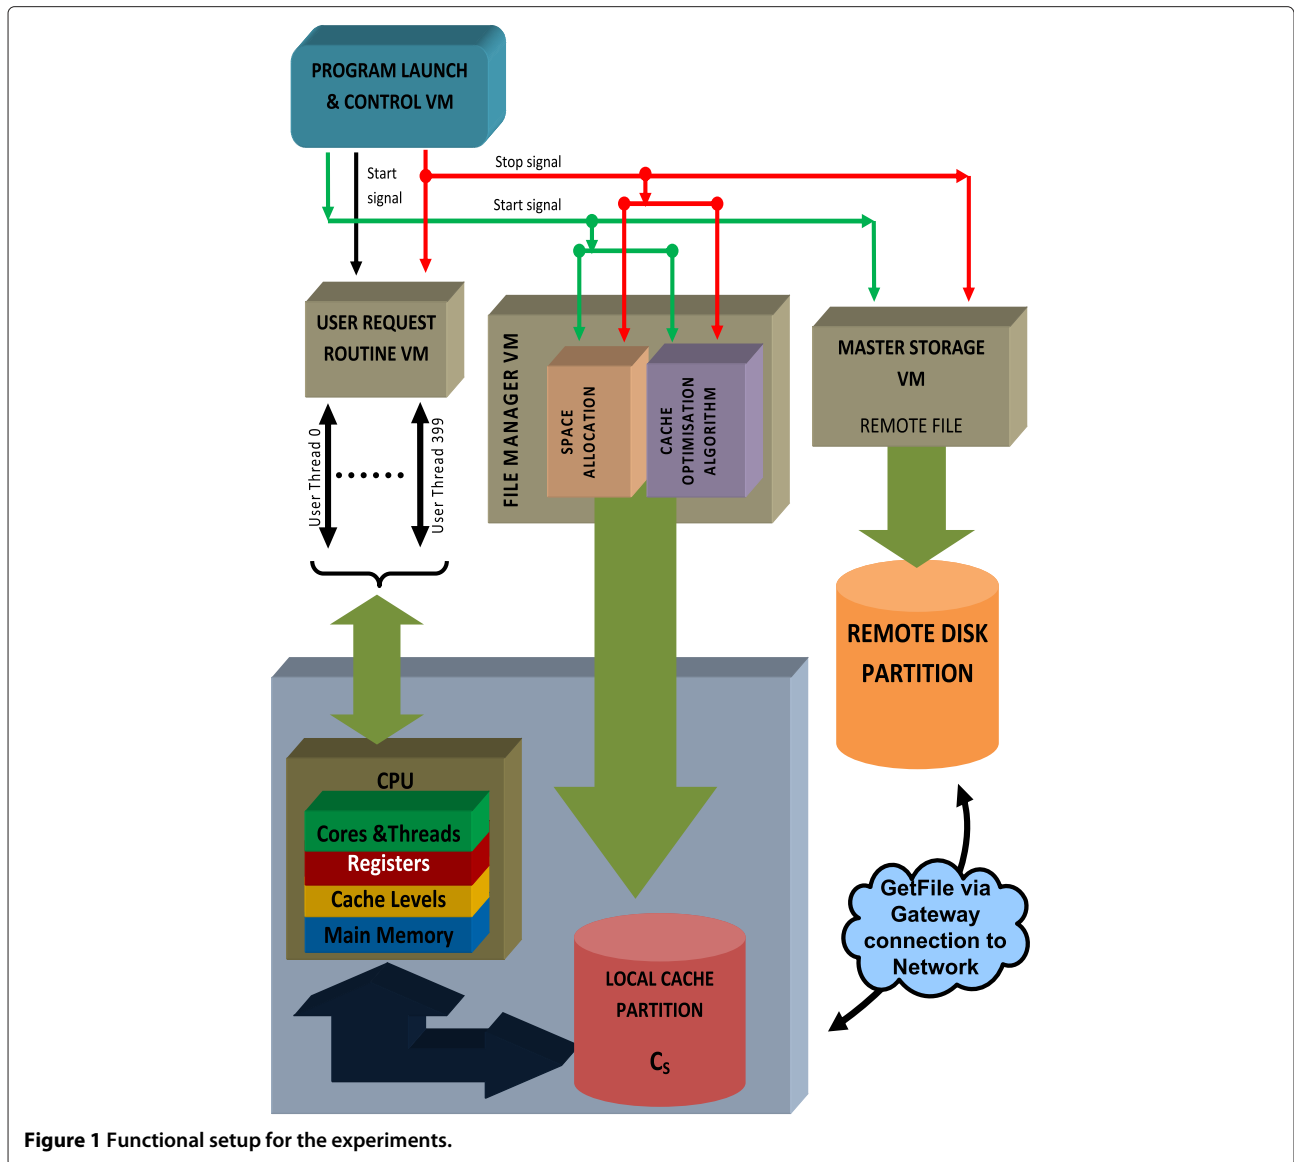 PROGRAM LAUNCH
& CONTROL VM
Start
signal
Stop signal
Start signal
USER REQUEST
ROUTINE VM
User Thread 0
User Thread 399
FILE MANAGER VM
SPACE
ALLOCATION
CACHE
OPTIMISATION
ALGORITHM
MASTER STORAGE
VM
REMOTE FILE
REMOTE DISK
PARTITION
CPU
Cores &Threads
Registers
Cache Levels
Main Memory
LOCAL CACHE
PARTITION
CS
GetFile via
Gateway
connection to
Network
Figure 1 Functional setup for the experiments.